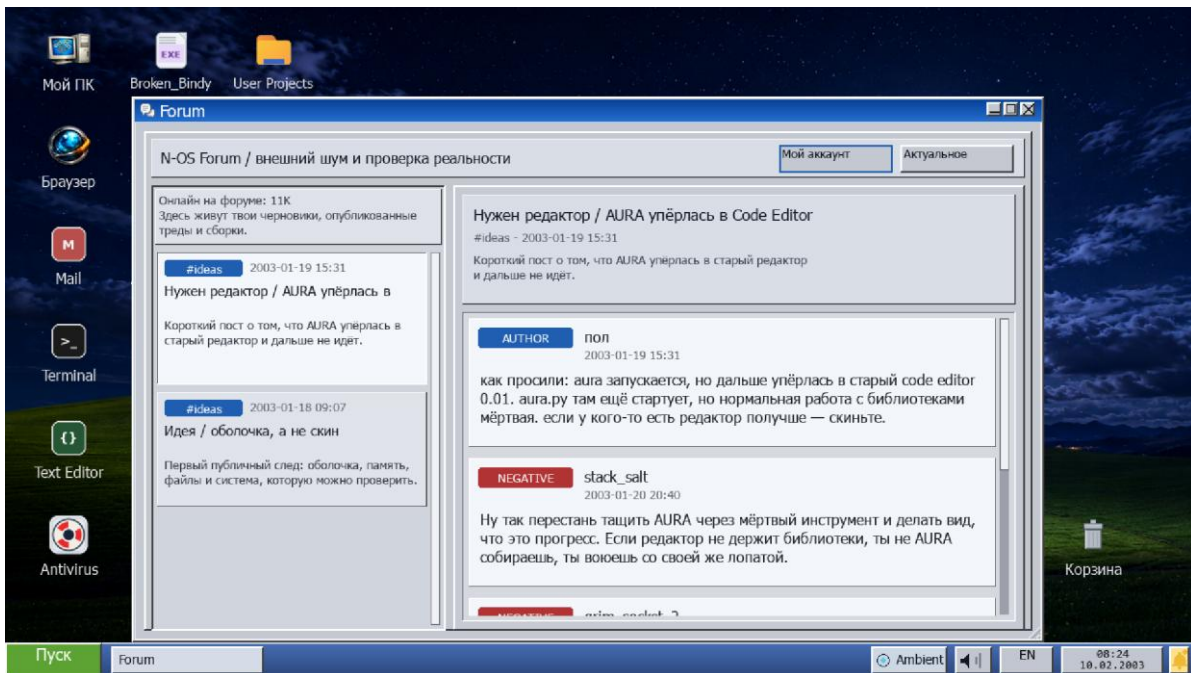 Мой ПК
Broken_Bindy
User Projects
EXE
Браузер
M
Mail
>_
Terminal
{}
Text Editor
Antivirus
Корзина
Forum
N-OS Forum / внешний шум и проверка реальности
Мой аккаунт
Актуальное
Онлайн на форуме: 11K
Здесь живут твои черновики, опубликованные
треды и сборки.
#ideas 2003-01-19 15:31
Нужен редактор / AURA упёрлась в
Короткий пост о том, что AURA упёрлась в
старый редактор и дальше не идёт.
#ideas 2003-01-18 09:07
Идея / оболочка, а не скин
Первый публичный след: оболочка, память,
файлы и система, которую можно проверить.
Нужен редактор / AURA упёрлась в Code Editor
#ideas - 2003-01-19 15:31
Короткий пост о том, что AURA упёрлась в старый редактор
и дальше не идёт.
AUTHOR пол
2003-01-19 15:31
как просили: aura запускается, но дальше упёрлась в старый code editor
0.01. aura.py там ещё стартует, но нормальная работа с библиотеками
мёртвая. если у кого-то есть редактор получше — скиньте.
NEGATIVE stack_salt
2003-01-20 20:40
Ну так перестань тащить AURA через мёртвый инструмент и делать вид,
что это прогресс. Если редактор не держит библиотеки, ты не AURA
собираешь, ты воюешь со своей же лопатой.
Пуск
Forum
Ambient
EN
08:24
10.02.2003